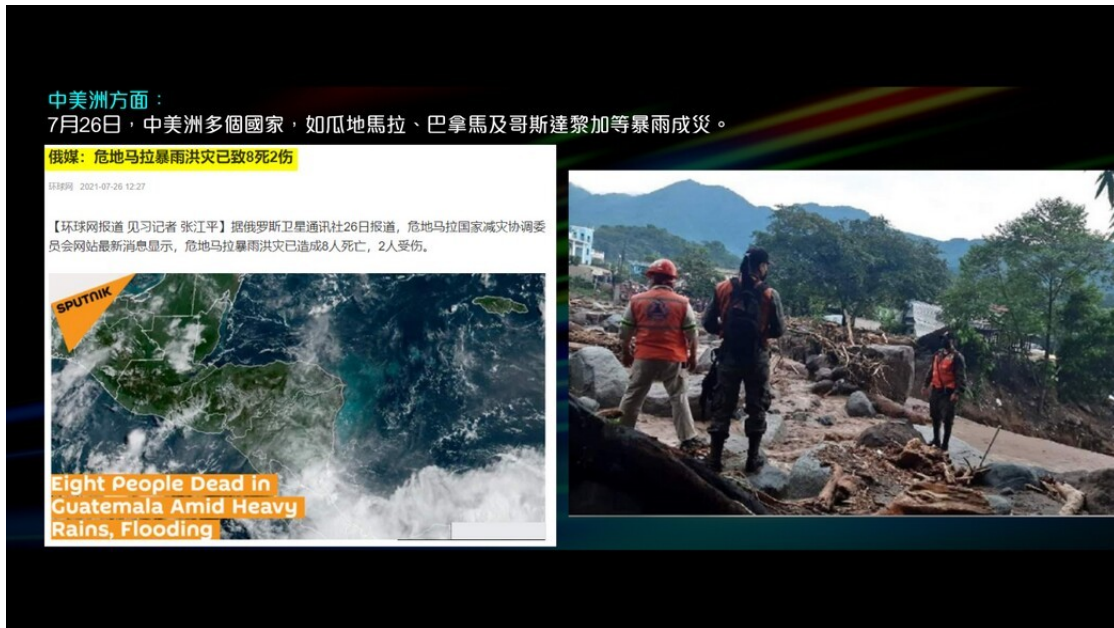 中美洲方面：
7月26日，中美洲多個國家，如瓜地馬拉、巴拿馬及哥斯達黎加等暴雨成災。
俄媒：危地马拉暴雨洪灾已致8死2伤
环球网 2021-07-26 12:27
【环球网报道 见习记者 张江平】据俄罗斯卫星通讯社26日报道，危地马拉国家减灾协调委
员会网站最新消息显示，危地马拉暴雨洪灾已造成8人死亡，2人受伤。
SPUTNIK
Eight People Dead in
Guatemala Amid Heavy
Rains, Flooding